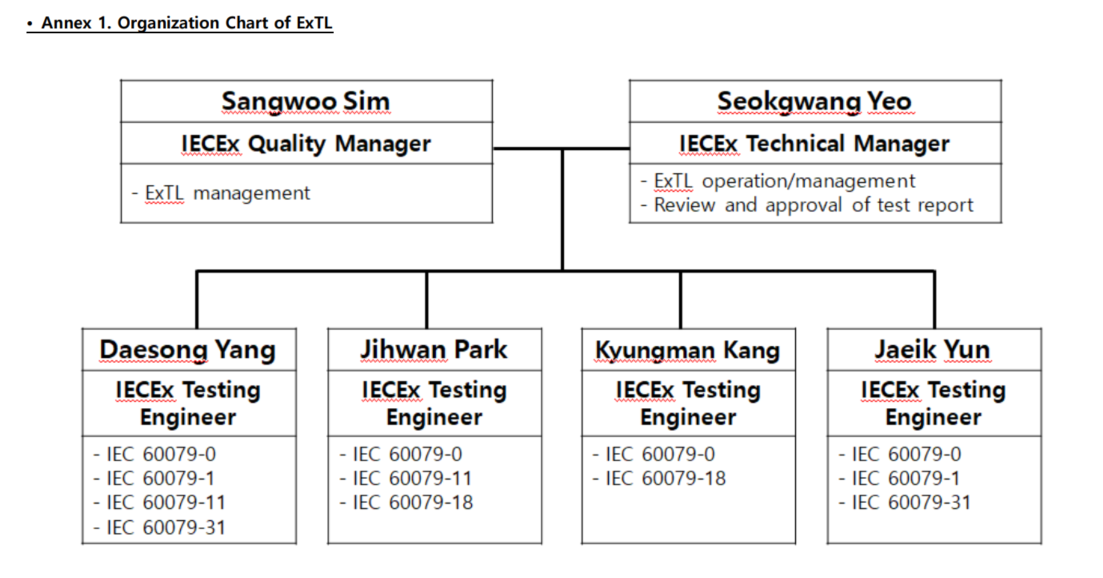 • Annex 1. Organization Chart of ExTL
Sangwoo Sim
IECEx Quality Manager
- ExTL management
Seokgwang Yeo
IECEx Technical Manager
- ExTL operation/management
- Review and approval of test report
Daesong Yang
IECEx Testing
Engineer
- IEC 60079-0
- IEC 60079-1
- IEC 60079-11
- IEC 60079-31
Jihwan Park
IECEx Testing
Engineer
- IEC 60079-0
- IEC 60079-11
- IEC 60079-18
Kyungman Kang
IECEx Testing
Engineer
- IEC 60079-0
- IEC 60079-18
Jaeik Yun
IECEx Testing
Engineer
- IEC 60079-0
- IEC 60079-1
- IEC 60079-31